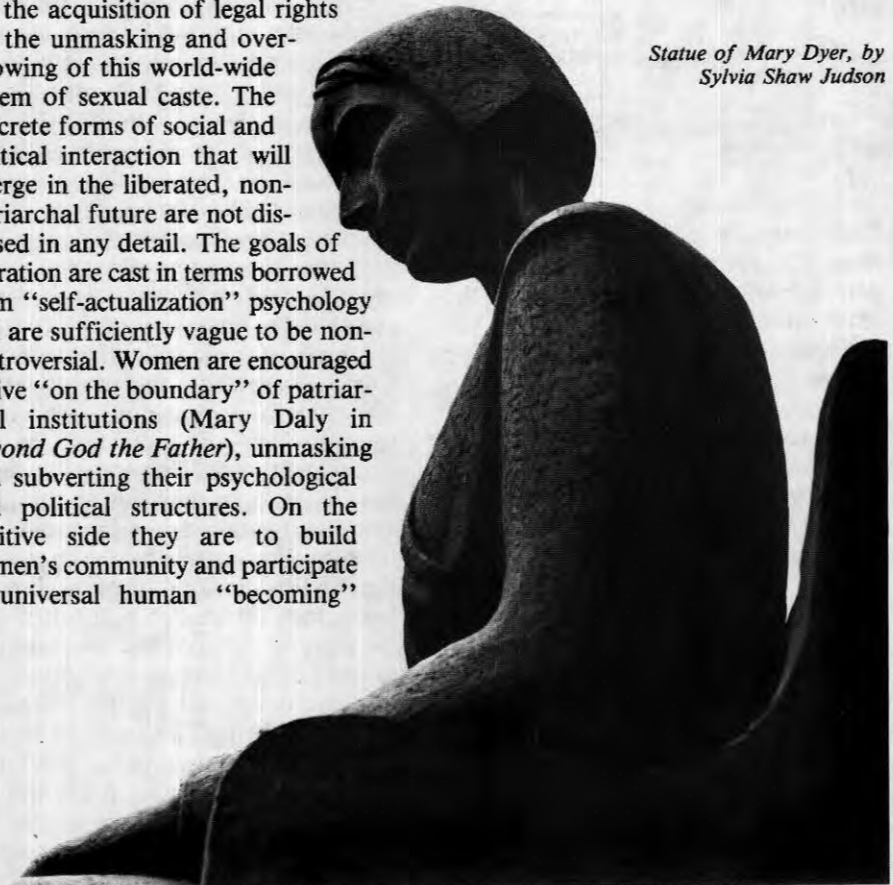 the acquisition of legal rights
the unmasking and over-
owing of this world-wide
em of sexual caste. The
crete forms of social and
tical interaction that will
erge in the liberated, non-
riarchal future are not dis-
sed in any detail. The goals of
ration are cast in terms borrowed
m “self-actualization” psychology
are sufficiently vague to be non-
troversial. Women are encouraged
ive “on the boundary” of patriar-
l institutions (Mary Daly in
ond God the Father), unmasking
subverting their psychological
political structures. On the
itive side they are to build
men’s community and participate
universal human “becoming”
Statue of Mary Dyer, by
Sylvia Shaw Judson